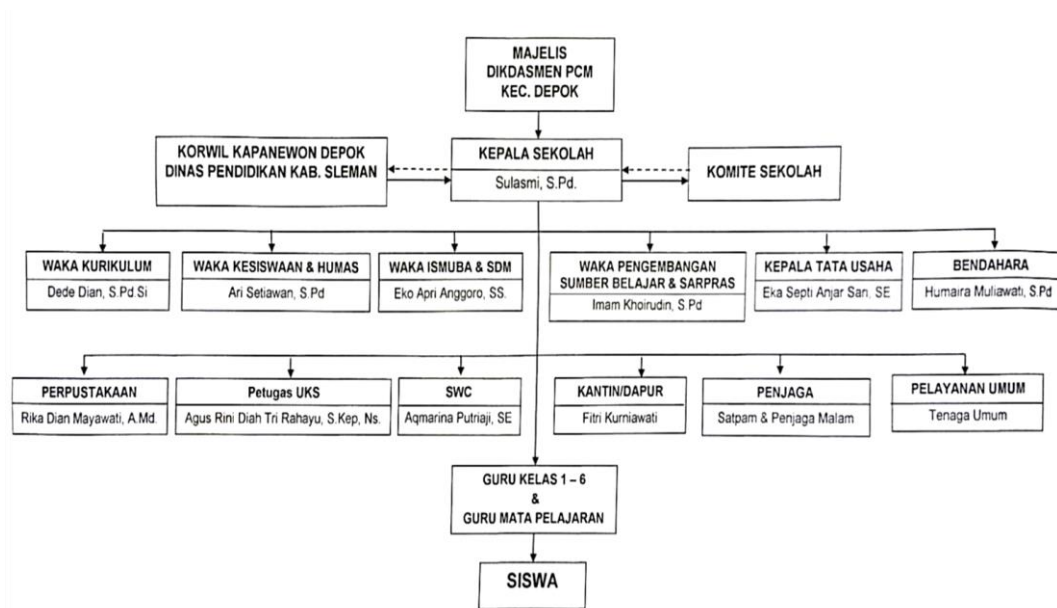 MAJELIS
DIKDASMEN PCM
KEC. DEPOK
KORWIL KAPANEWON DEPOK
DINAS PENDIDIKAN KAB. SLEMAN
KEPALA SEKOLAH
Sulasmi, S.Pd.
KOMITE SEKOLAH
WAKA KURIKULUM
Dede Dian, S.Pd.Si
WAKA KESISWAAN & HUMAS
Ari Setiawan, S.Pd
WAKA ISMUBA & SDM
Eko Apri Anggoro, SS.
WAKA PENGEMBANGAN
SUMBER BELAJAR & SARPRAS
Imam Khoirudin, S.Pd
KEPALA TATA USAHA
Eka Septi Anjar Sari, SE
BENDAHARA
Humaira Muliawati, S.Pd
PERPUSTAKAAN
Rika Dian Mayawati, A.Md.
Petugas UKS
Agus Rini Diah Tri Rahayu, S.Kep, Ns.
SWC
Aqmarina Putriaji, SE
KANTIN/DAPUR
Fitri Kurniawati
PENJAGA
Satpam & Penjaga Malam
PELAYANAN UMUM
Tenaga Umum
GURU KELAS 1 – 6
&
GURU MATA PELAJARAN
SISWA